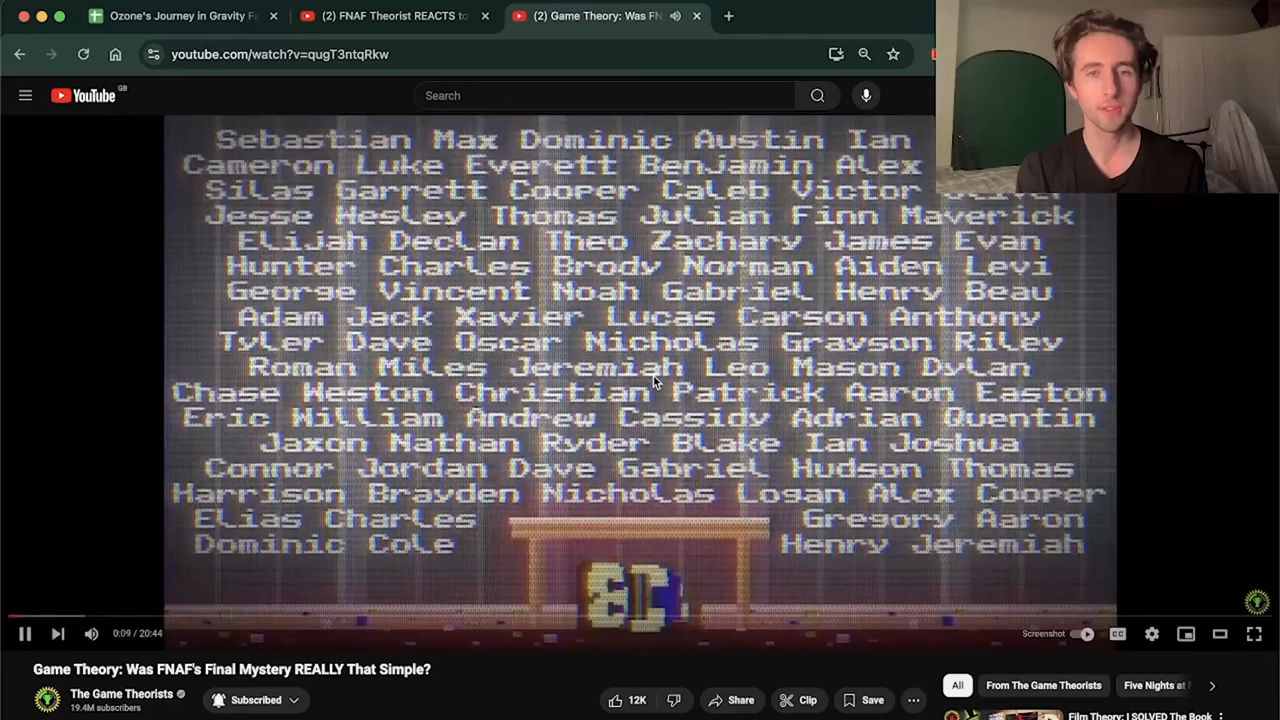 Ozone's Journey in Gravity Fa
(2) FNAF Theorist REACTS to
(2) Game Theory: Was FN
youtube.com/watch?v=qugT3ntqRkw
YouTube GB
Search
Sebastian Max Dominic Austin Ian
Cameron Luke Everett Benjamin Alex
Silas Garrett Cooper Caleb Victor Oliver
Jesse Wesley Thomas Julian Finn Maverick
Elijah Declan Theo Zachary James Evan
Hunter Charles Brody Norman Aiden Levi
George Vincent Noah Gabriel Henry Beau
Adam Jack Xavier Lucas Carson Anthony
Tyler Dave Oscar Nicholas Grayson Riley
Roman Miles Jeremiah Leo Mason Dylan
Chase Weston Christian Patrick Aaron Easton
Eric William Andrew Cassidy Adrian Quentin
Jaxon Nathan Ryder Blake Ian Joshua
Connor Jordan Dave Gabriel Hudson Thomas
Harrison Brayden Nicholas Logan Alex Cooper
Elias Charles Gregory Aaron
Dominic Cole Henry Jeremiah
0:09 / 20:44
Screenshot
CC
Game Theory: Was FNAF's Final Mystery REALLY That Simple?
The Game Theorists
19.4M subscribers
Subscribed
12K
Share
Clip
Save
All
From The Game Theorists
Five Nights at
Film Theory: I SOLVED The Book